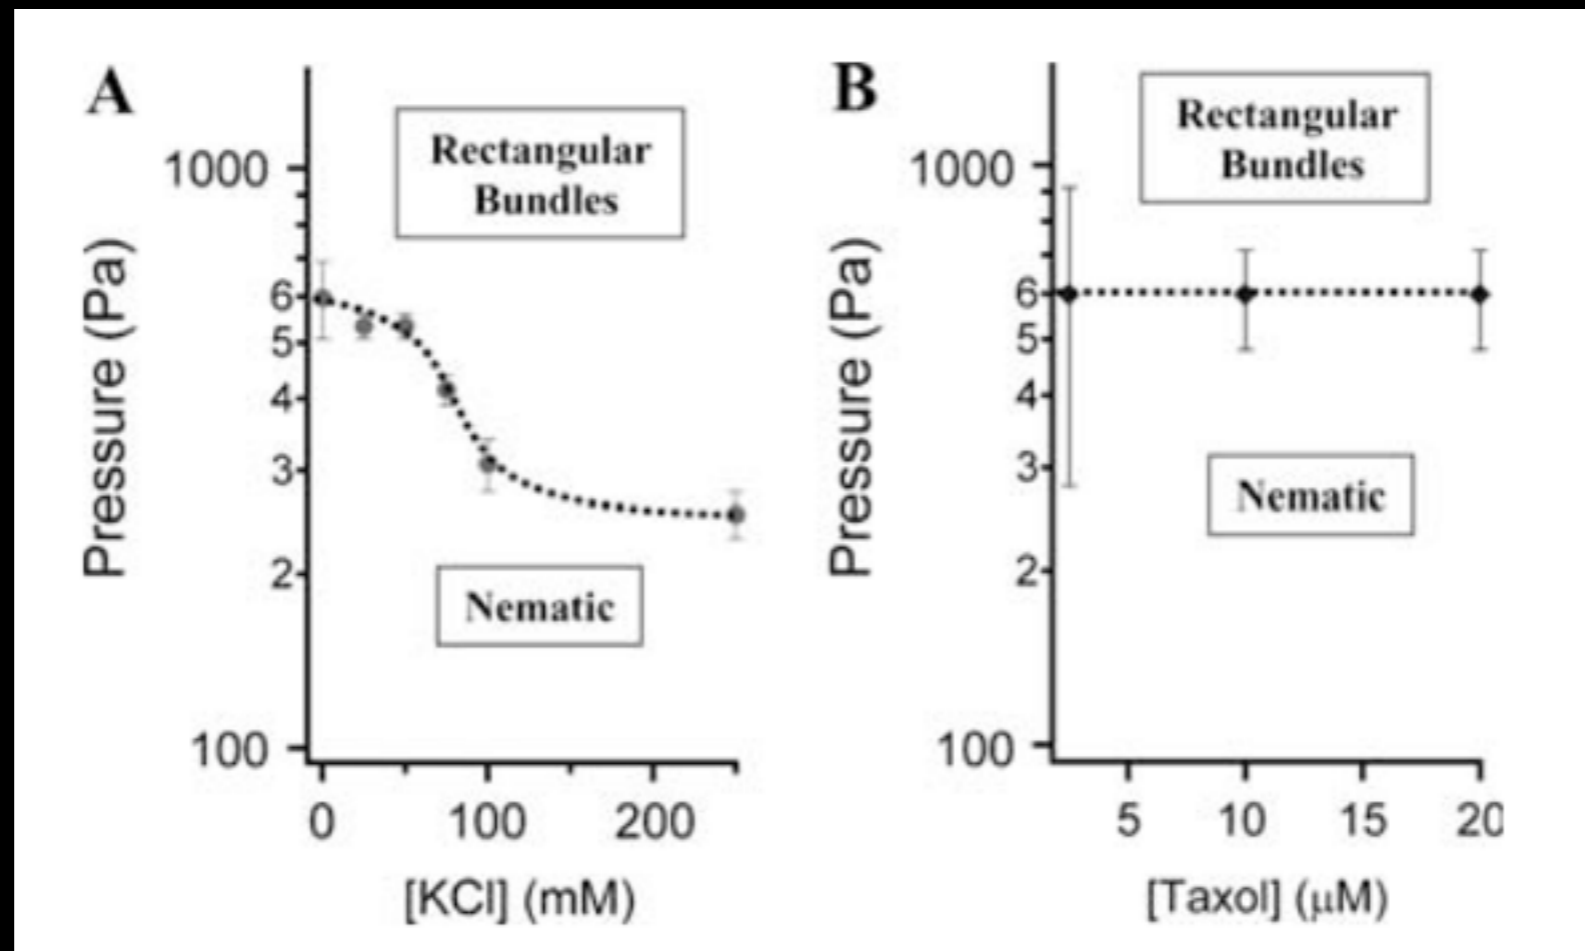 A
Rectangular
Bundles
1000
6
5
4
3
2
100
Pressure (Pa)
Nematic
0 100 200
[KCl] (mM)
B
Rectangular
Bundles
1000
6
5
4
3
2
100
Pressure (Pa)
Nematic
5 10 15 20
[Taxol] (μM)